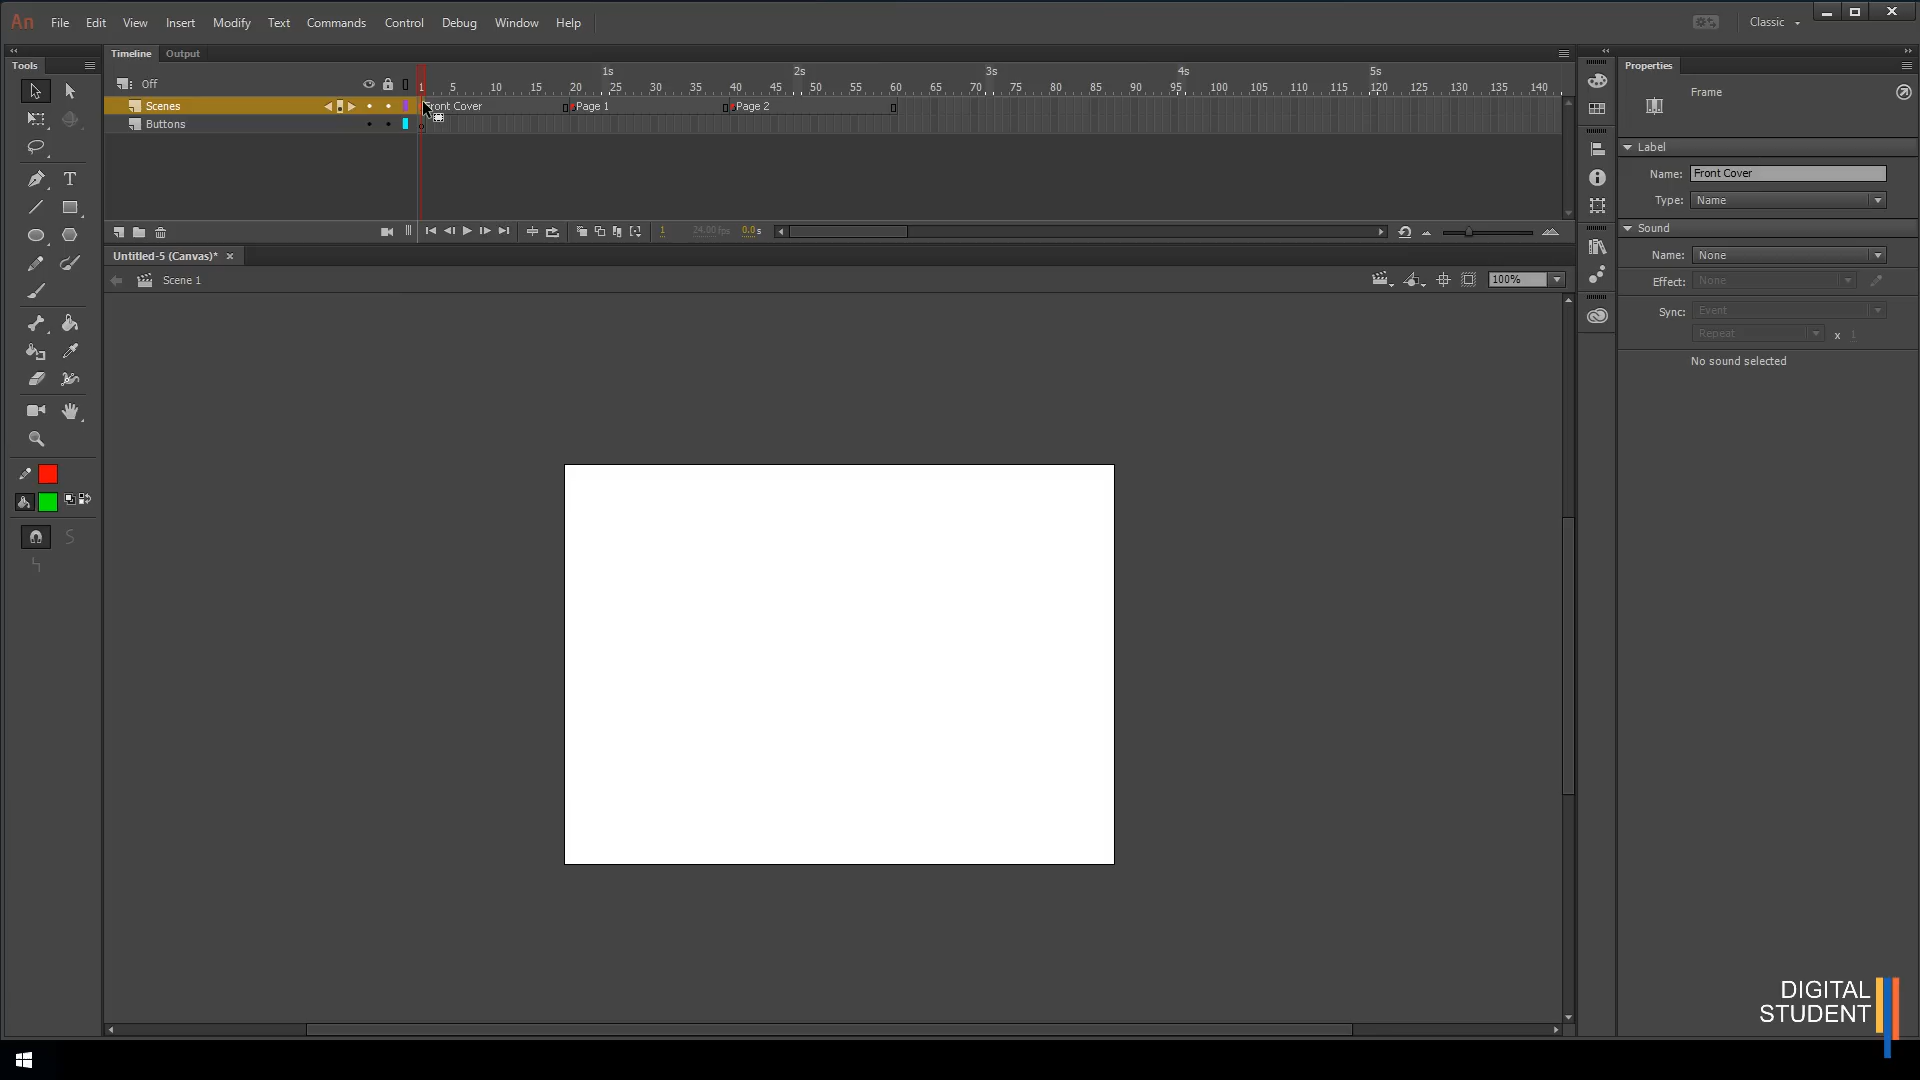 An File Edit View Insert Modify Text Commands Control Debug Window Help Classic
Tools Timeline Output Properties
Off 1s 2s 3s 4s 5s
1 5 10 15 20 25 30 35 40 45 50 55 60 65 70 75 80 85 90 95 100 105 110 115 120 125 130 135 140
Scenes Front Cover Page 1 Page 2
Buttons
1 24.00 fps 0.0 s
Untitled-5 (Canvas)* ×
Scene 1 100%
Frame
Label
Name: Front Cover
Type: Name
Sound
Name: None
Effect: None
Sync: Event
Repeat x 1
No sound selected
DIGITAL
STUDENT